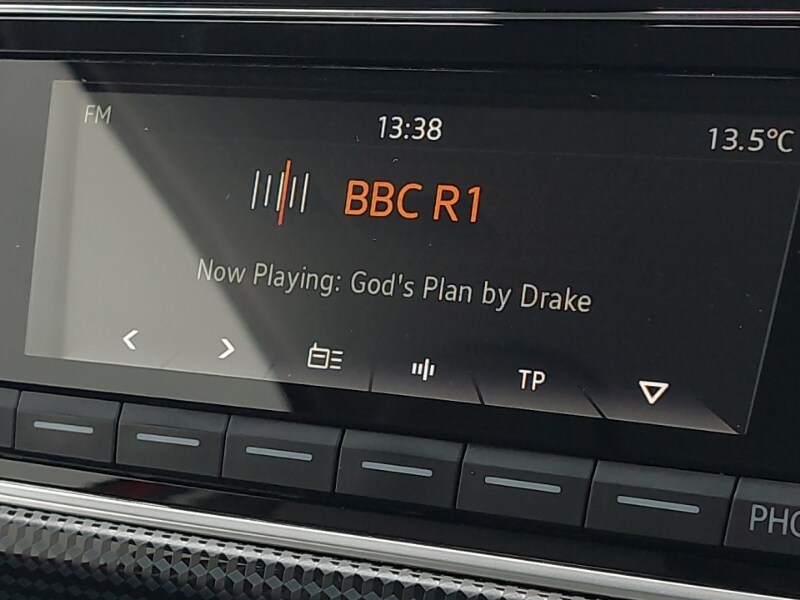 FM
13:38
13.5°C
BBC R1
Now Playing: God's Plan by Drake
TP
PHO